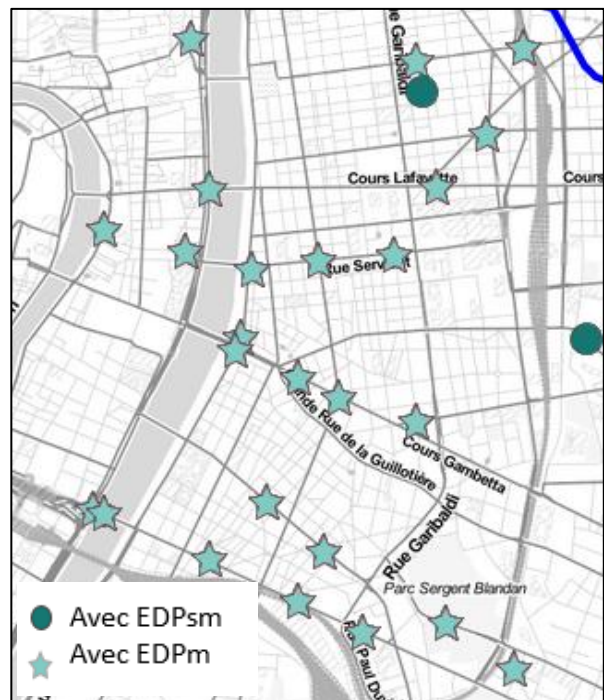 Cours Lafayette
Cours
Rue Servient
Grande Rue de la Guillotière
Cours Gambetta
Rue Garibaldi
Parc Sergent Blandan
Avec EDPsm
Avec EDPm